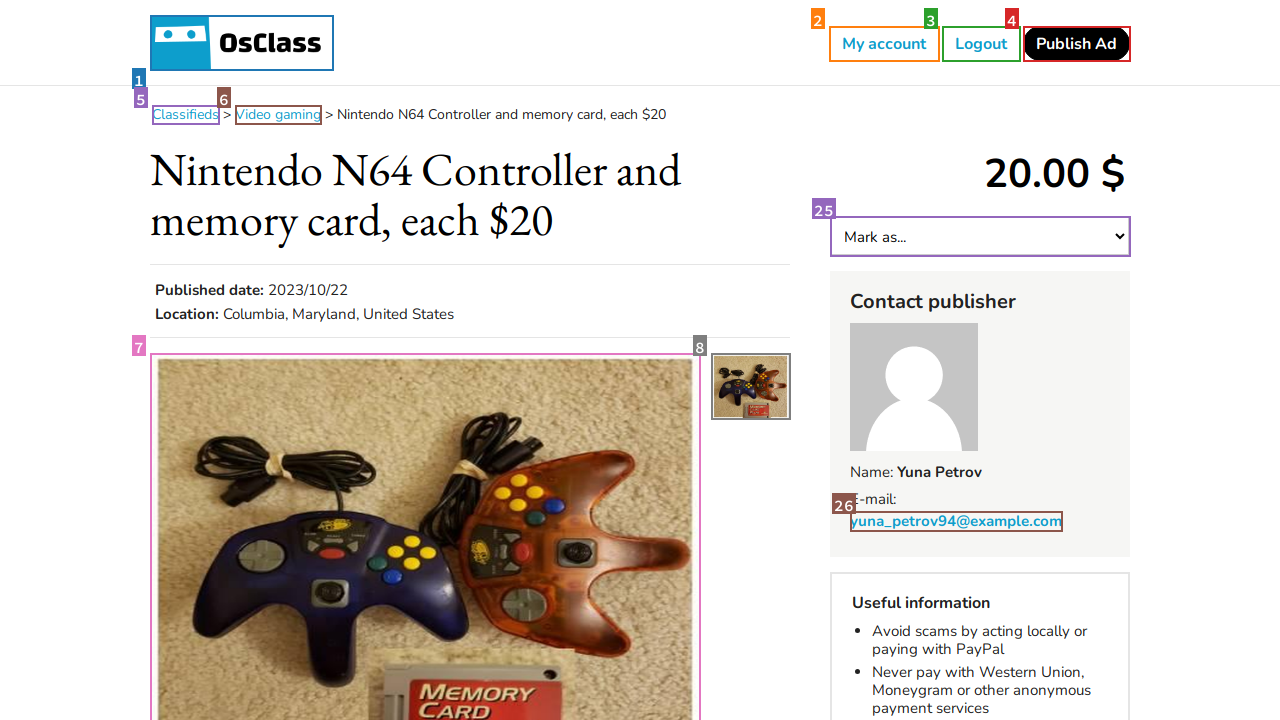 OsClass
My account
Logout
Publish Ad
1
2
3
4
5
6
Classifieds > Video gaming > Nintendo N64 Controller and memory card, each $20
Nintendo N64 Controller and
memory card, each $20
20.00 $
25
Mark as...
Published date: 2023/10/22
Location: Columbia, Maryland, United States
7
8
MEMORY
CARD
Contact publisher
Name: Yuna Petrov
E-mail:
26
yuna_petrov94@example.com
Useful information
Avoid scams by acting locally or
paying with PayPal
Never pay with Western Union,
Moneygram or other anonymous
payment services